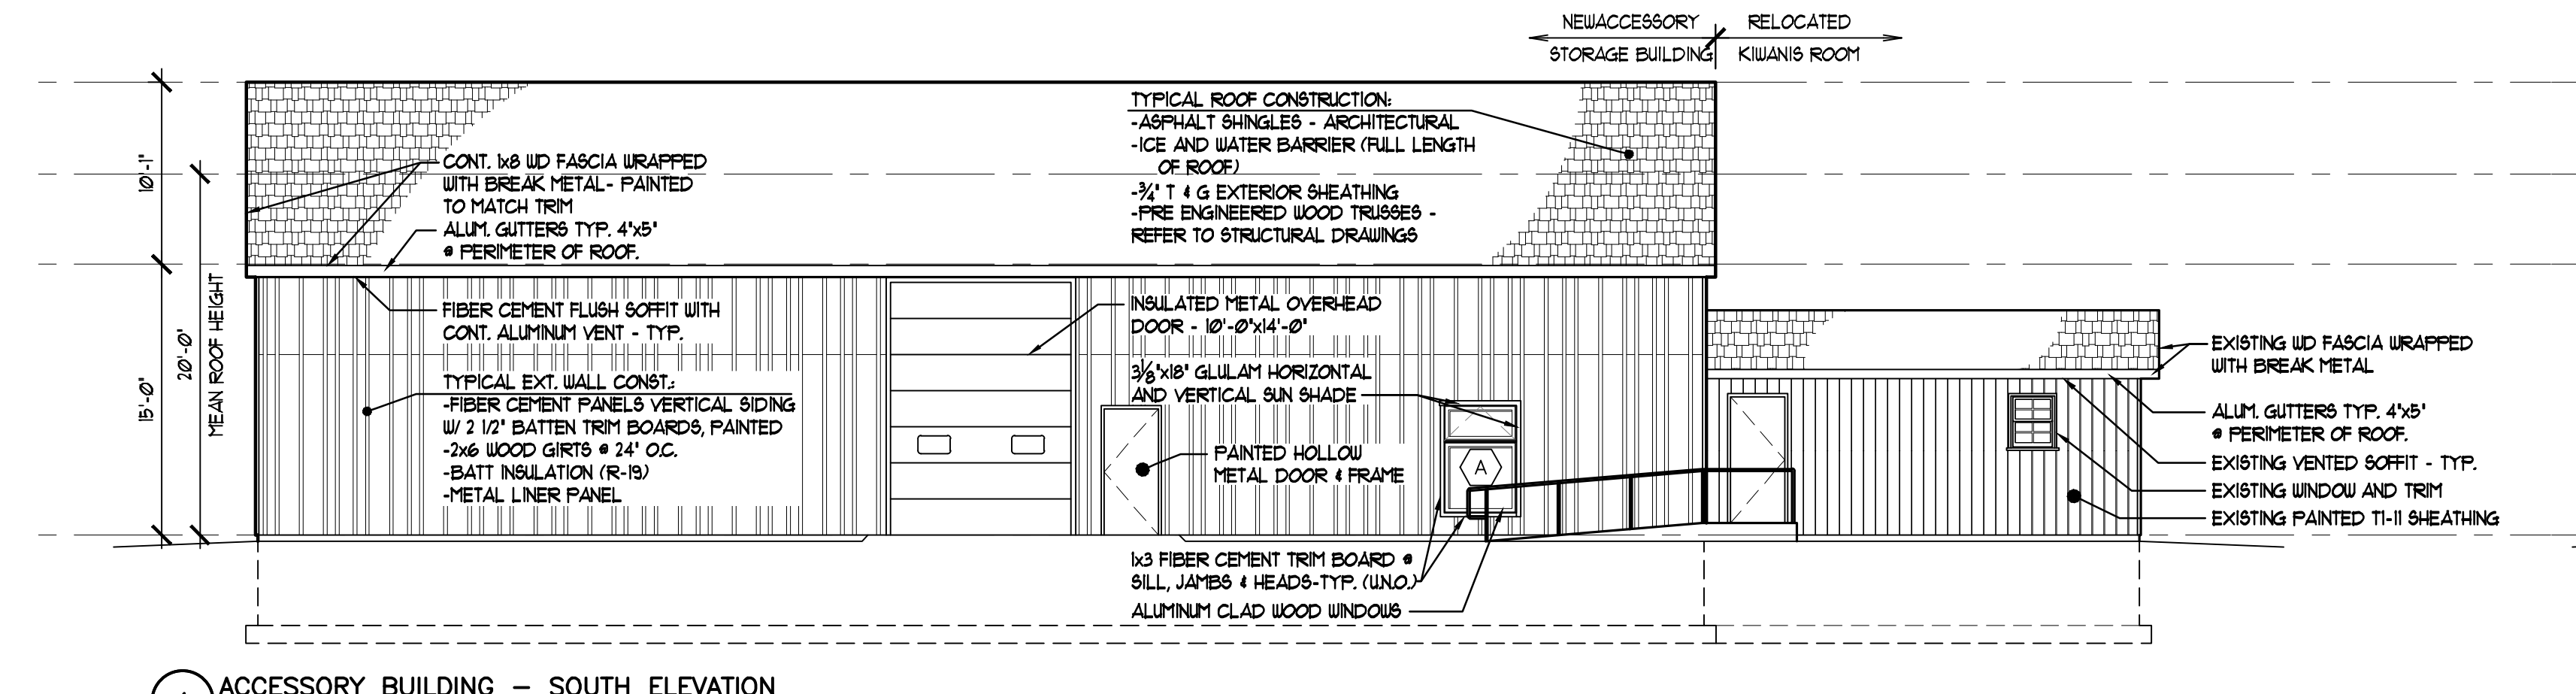 NEWACCESSORY
STORAGE BUILDING
RELOCATED
KIWANIS ROOM
10'-1"
15'-0"
20'-0"
MEAN ROOF HEIGHT
CONT. 1x8 WD FASCIA WRAPPED
WITH BREAK METAL- PAINTED
TO MATCH TRIM
ALUM. GUTTERS TYP. 4"x5"
@ PERIMETER OF ROOF.
FIBER CEMENT FLUSH SOFFIT WITH
CONT. ALUMINUM VENT - TYP.
TYPICAL EXT. WALL CONST.:
-FIBER CEMENT PANELS VERTICAL SIDING
W/ 2 1/2" BATTEN TRIM BOARDS, PAINTED
-2x6 WOOD GIRTS @ 24" O.C.
-BATT INSULATION (R-19)
-METAL LINER PANEL
TYPICAL ROOF CONSTRUCTION:
-ASPHALT SHINGLES - ARCHITECTURAL
-ICE AND WATER BARRIER (FULL LENGTH
OF ROOF)
-3/4" T & G EXTERIOR SHEATHING
-PRE ENGINEERED WOOD TRUSSES -
REFER TO STRUCTURAL DRAWINGS
INSULATED METAL OVERHEAD
DOOR - 10'-0"x14'-0"
3 1/8"x18" GLULAM HORIZONTAL
AND VERTICAL SUN SHADE
PAINTED HOLLOW
METAL DOOR & FRAME
A
1x3 FIBER CEMENT TRIM BOARD @
SILL, JAMBS & HEADS-TYP. (U.N.O.)
ALUMINUM CLAD WOOD WINDOWS
EXISTING WD FASCIA WRAPPED
WITH BREAK METAL
ALUM. GUTTERS TYP. 4"x5"
@ PERIMETER OF ROOF.
EXISTING VENTED SOFFIT - TYP.
EXISTING WINDOW AND TRIM
EXISTING PAINTED T1-11 SHEATHING
ACCESSORY BUILDING - SOUTH ELEVATION